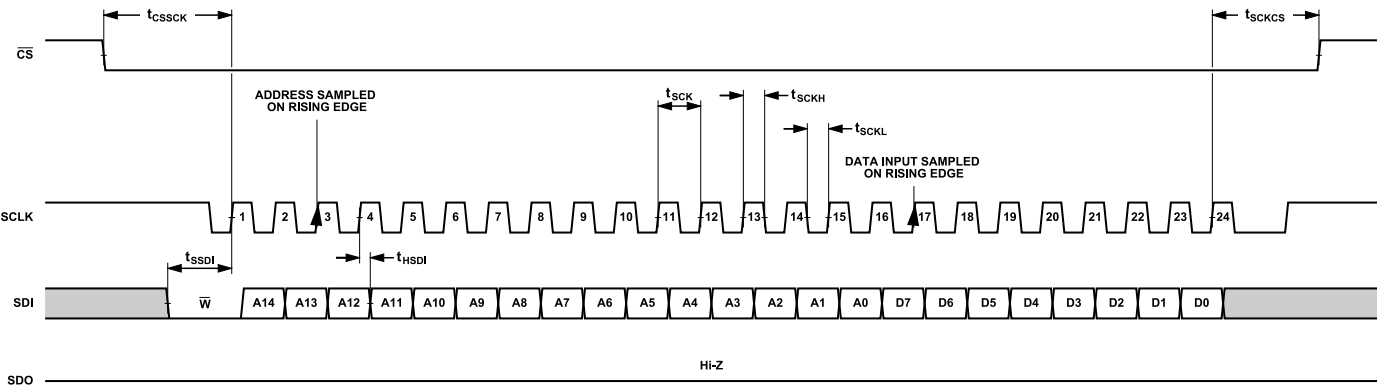 tCSSCK
tSCKCS
CS
ADDRESS SAMPLED
ON RISING EDGE
tSCK
tSCKH
tSCKL
DATA INPUT SAMPLED
ON RISING EDGE
SCLK 1 2 3 4 5 6 7 8 9 10 11 12 13 14 15 16 17 18 19 20 21 22 23 24
tSSDI
tHSDI
SDI W A14 A13 A12 A11 A10 A9 A8 A7 A6 A5 A4 A3 A2 A1 A0 D7 D6 D5 D4 D3 D2 D1 D0
Hi-Z
SDO